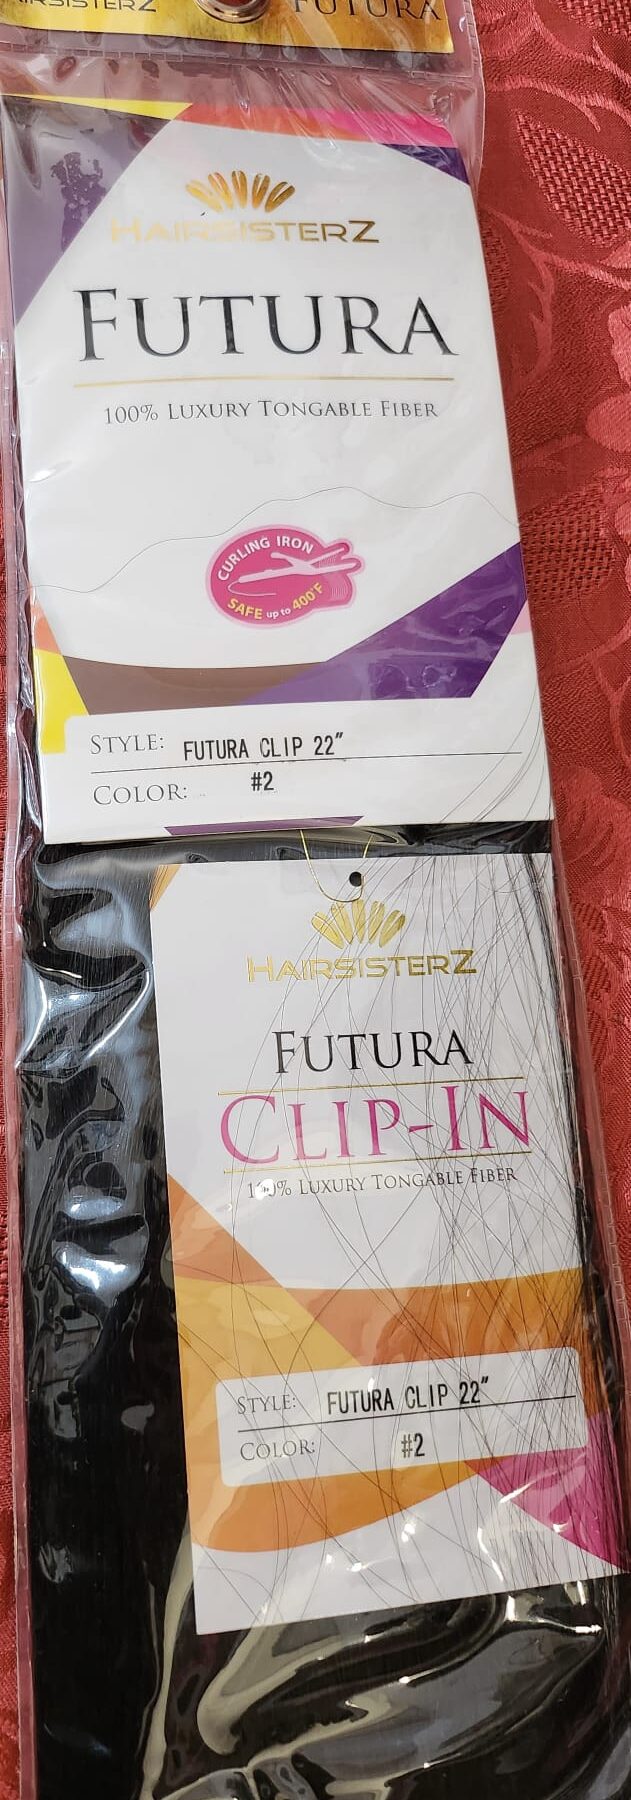 HAIRSISTERZ FUTURA
HAIRSISTERZ
FUTURA
100% LUXURY TONGABLE FIBER
CURLING IRON
SAFE up to 400°F
STYLE: FUTURA CLIP 22"
COLOR: #2
HAIRSISTERZ
FUTURA
CLIP-IN
100% LUXURY TONGABLE FIBER
STYLE: FUTURA CLIP 22"
COLOR: #2